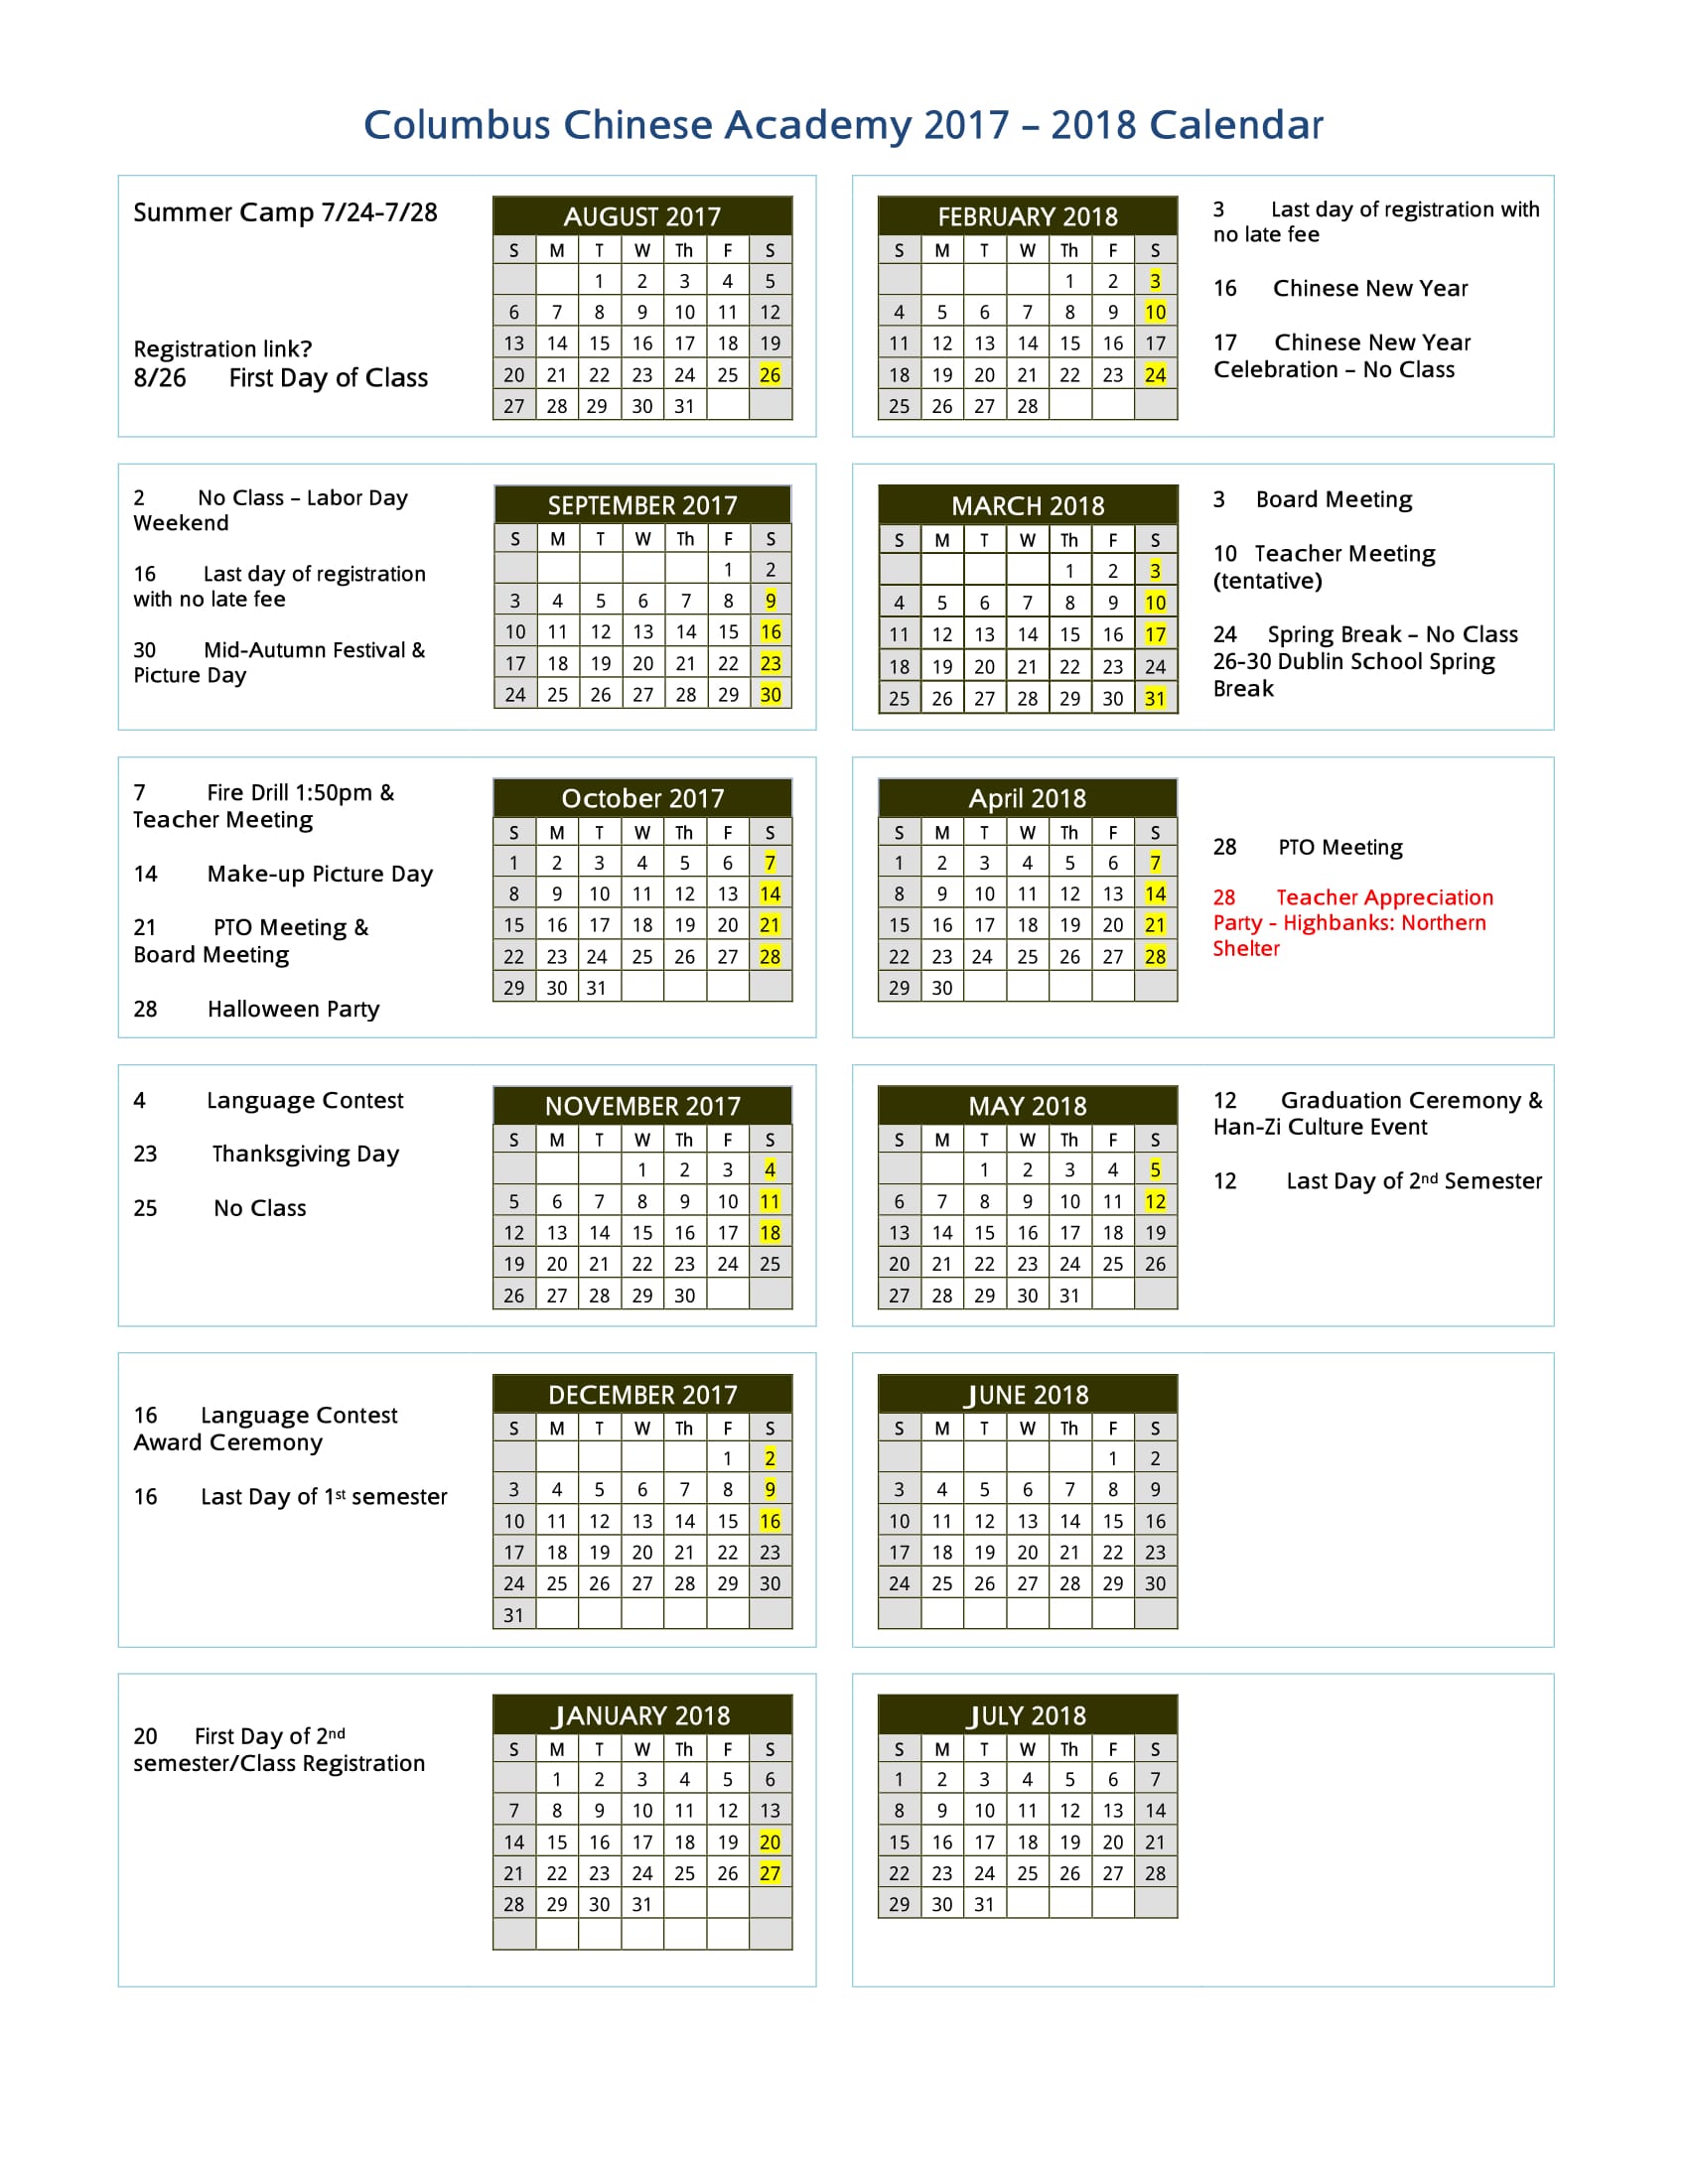 Columbus Chinese Academy 2017 – 2018 Calendar
Summer Camp 7/24-7/28
Registration link?
8/26 First Day of Class
AUGUST 2017
S M T W Th F S
1 2 3 4 5
6 7 8 9 10 11 12
13 14 15 16 17 18 19
20 21 22 23 24 25 26
27 28 29 30 31
FEBRUARY 2018
S M T W Th F S
1 2 3
4 5 6 7 8 9 10
11 12 13 14 15 16 17
18 19 20 21 22 23 24
25 26 27 28
3 Last day of registration with
no late fee
16 Chinese New Year
17 Chinese New Year
Celebration – No Class
2 No Class – Labor Day
Weekend
16 Last day of registration
with no late fee
30 Mid-Autumn Festival &
Picture Day
SEPTEMBER 2017
S M T W Th F S
1 2
3 4 5 6 7 8 9
10 11 12 13 14 15 16
17 18 19 20 21 22 23
24 25 26 27 28 29 30
MARCH 2018
S M T W Th F S
1 2 3
4 5 6 7 8 9 10
11 12 13 14 15 16 17
18 19 20 21 22 23 24
25 26 27 28 29 30 31
3 Board Meeting
10 Teacher Meeting
(tentative)
24 Spring Break – No Class
26-30 Dublin School Spring
Break
7 Fire Drill 1:50pm &
Teacher Meeting
14 Make-up Picture Day
21 PTO Meeting &
Board Meeting
28 Halloween Party
October 2017
S M T W Th F S
1 2 3 4 5 6 7
8 9 10 11 12 13 14
15 16 17 18 19 20 21
22 23 24 25 26 27 28
29 30 31
April 2018
S M T W Th F S
1 2 3 4 5 6 7
8 9 10 11 12 13 14
15 16 17 18 19 20 21
22 23 24 25 26 27 28
29 30
28 PTO Meeting
28 Teacher Appreciation
Party - Highbanks: Northern
Shelter
4 Language Contest
23 Thanksgiving Day
25 No Class
NOVEMBER 2017
S M T W Th F S
1 2 3 4
5 6 7 8 9 10 11
12 13 14 15 16 17 18
19 20 21 22 23 24 25
26 27 28 29 30
MAY 2018
S M T W Th F S
1 2 3 4 5
6 7 8 9 10 11 12
13 14 15 16 17 18 19
20 21 22 23 24 25 26
27 28 29 30 31
12 Graduation Ceremony &
Han-Zi Culture Event
12 Last Day of 2nd Semester
16 Language Contest
Award Ceremony
16 Last Day of 1st semester
DECEMBER 2017
S M T W Th F S
1 2
3 4 5 6 7 8 9
10 11 12 13 14 15 16
17 18 19 20 21 22 23
24 25 26 27 28 29 30
31
JUNE 2018
S M T W Th F S
1 2
3 4 5 6 7 8 9
10 11 12 13 14 15 16
17 18 19 20 21 22 23
24 25 26 27 28 29 30
20 First Day of 2nd
semester/Class Registration
JANUARY 2018
S M T W Th F S
1 2 3 4 5 6
7 8 9 10 11 12 13
14 15 16 17 18 19 20
21 22 23 24 25 26 27
28 29 30 31
JULY 2018
S M T W Th F S
1 2 3 4 5 6 7
8 9 10 11 12 13 14
15 16 17 18 19 20 21
22 23 24 25 26 27 28
29 30 31